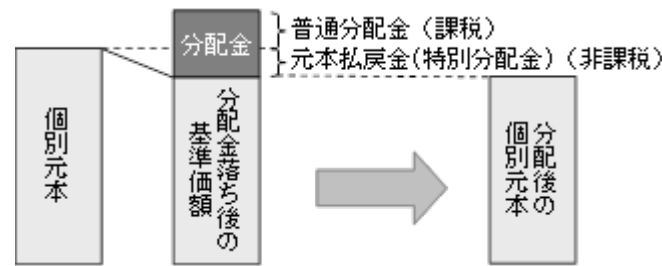 分配金
普通分配金（課税）
元本払戻金(特別分配金)（非課税）
個別元本
分配金落ち後の
基準価額
分配後の
個別元本